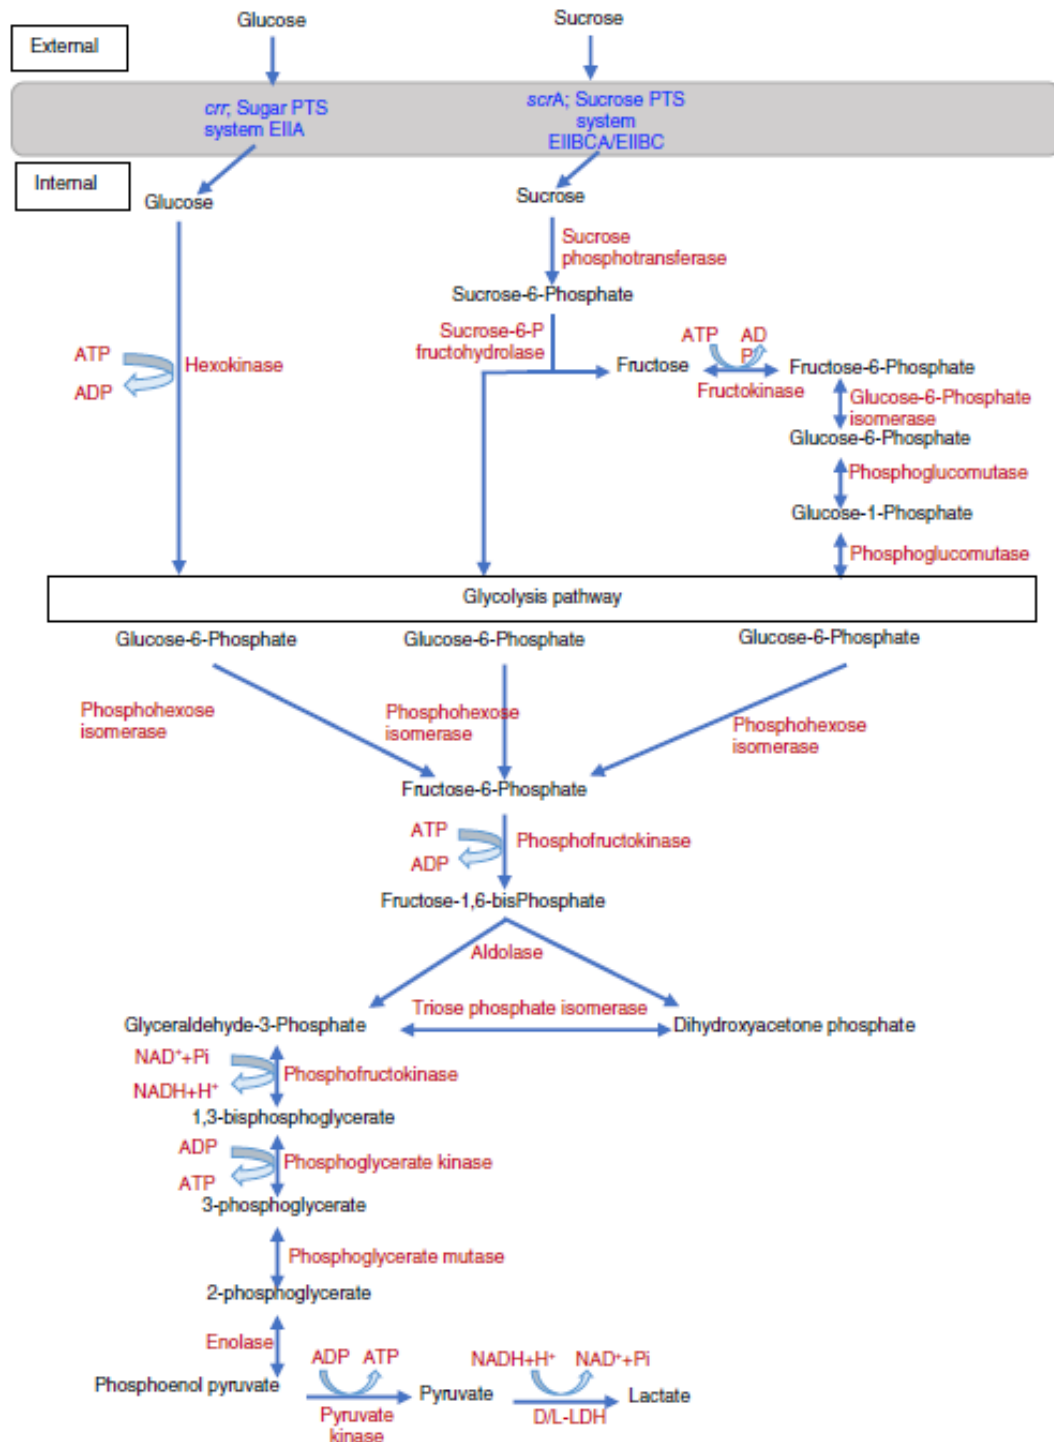 Glucose
Sucrose
External
crr; Sugar PTS
system EIIA
scrA; Sucrose PTS
system
EIIBCA/EIIBC
Internal
Glucose
Sucrose
Sucrose
phosphotransferase
Sucrose-6-Phosphate
Sucrose-6-P
fructohydrolase
ATP
ADP
Hexokinase
Fructose
ATP
AD
P
Fructokinase
Fructose-6-Phosphate
Glucose-6-Phosphate
isomerase
Glucose-6-Phosphate
Phosphoglucomutase
Glucose-1-Phosphate
Phosphoglucomutase
Glycolysis pathway
Glucose-6-Phosphate
Glucose-6-Phosphate
Glucose-6-Phosphate
Phosphohexose
isomerase
Phosphohexose
isomerase
Phosphohexose
isomerase
Fructose-6-Phosphate
ATP
ADP
Phosphofructokinase
Fructose-1,6-bisPhosphate
Aldolase
Triose phosphate isomerase
Glyceraldehyde-3-Phosphate
Dihydroxyacetone phosphate
NAD⁺+Pi
NADH+H⁺
Phosphofructokinase
1,3-bisphosphoglycerate
ADP
ATP
Phosphoglycerate kinase
3-phosphoglycerate
Phosphoglycerate mutase
2-phosphoglycerate
Enolase
Phosphoenol pyruvate
ADP
ATP
Pyruvate
kinase
Pyruvate
NADH+H⁺
NAD⁺+Pi
D/L-LDH
Lactate